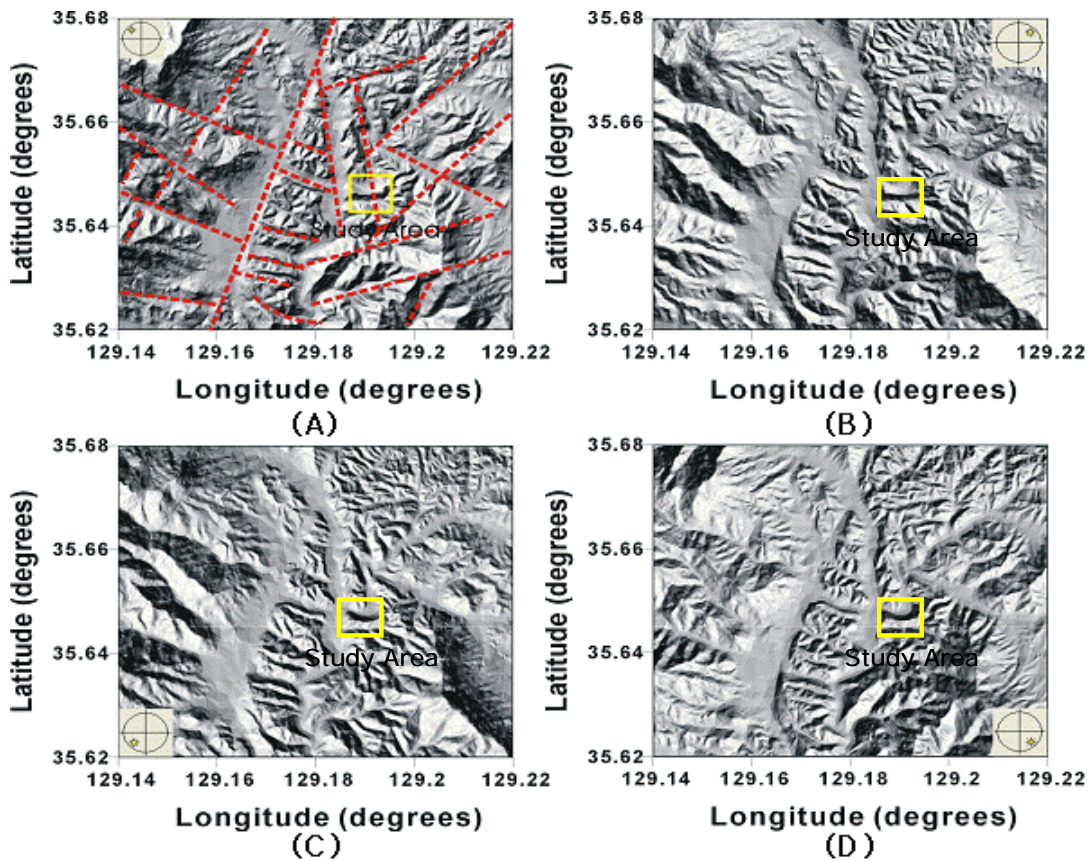 35.68
35.66
35.64
35.62
Latitude (degrees)
Study Area
129.14 129.16 129.18 129.2 129.22
Longitude (degrees)
(A)
35.68
35.66
35.64
35.62
Latitude (degrees)
Study Area
129.14 129.16 129.18 129.2 129.22
Longitude (degrees)
(B)
35.68
35.66
35.64
35.62
Latitude (degrees)
Study Area
129.14 129.16 129.18 129.2 129.22
Longitude (degrees)
(C)
35.68
35.66
35.64
35.62
Latitude (degrees)
Study Area
129.14 129.16 129.18 129.2 129.22
Longitude (degrees)
(D)